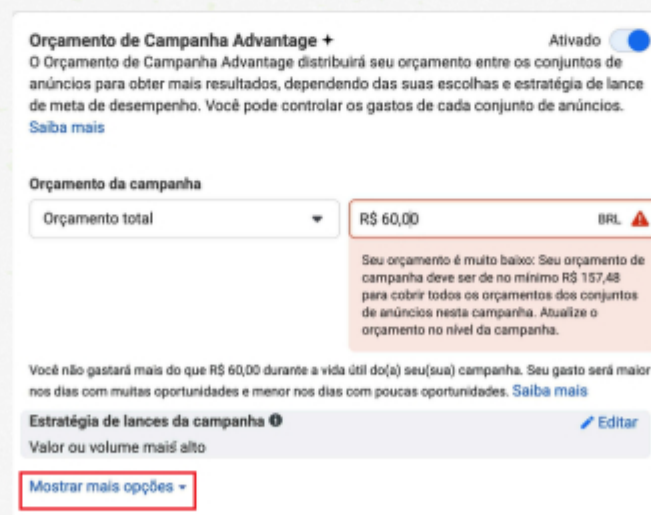 Orçamento de Campanha Advantage +
Ativado
O Orçamento de Campanha Advantage distribuirá seu orçamento entre os conjuntos de
anúncios para obter mais resultados, dependendo das suas escolhas e estratégia de lance
de meta de desempenho. Você pode controlar os gastos de cada conjunto de anúncios.
Saiba mais
Orçamento da campanha
Orçamento total
R$ 60,00 BRL
Seu orçamento é muito baixo: Seu orçamento de
campanha deve ser de no mínimo R$ 157,48
para cobrir todos os orçamentos dos conjuntos
de anúncios nesta campanha. Atualize o
orçamento no nível da campanha.
Você não gastará mais do que R$ 60,00 durante a vida útil do(a) seu(sua) campanha. Seu gasto será maior
nos dias com muitas oportunidades e menor nos dias com poucas oportunidades. Saiba mais
Estratégia de lances da campanha
Editar
Valor ou volume mais alto
Mostrar mais opções